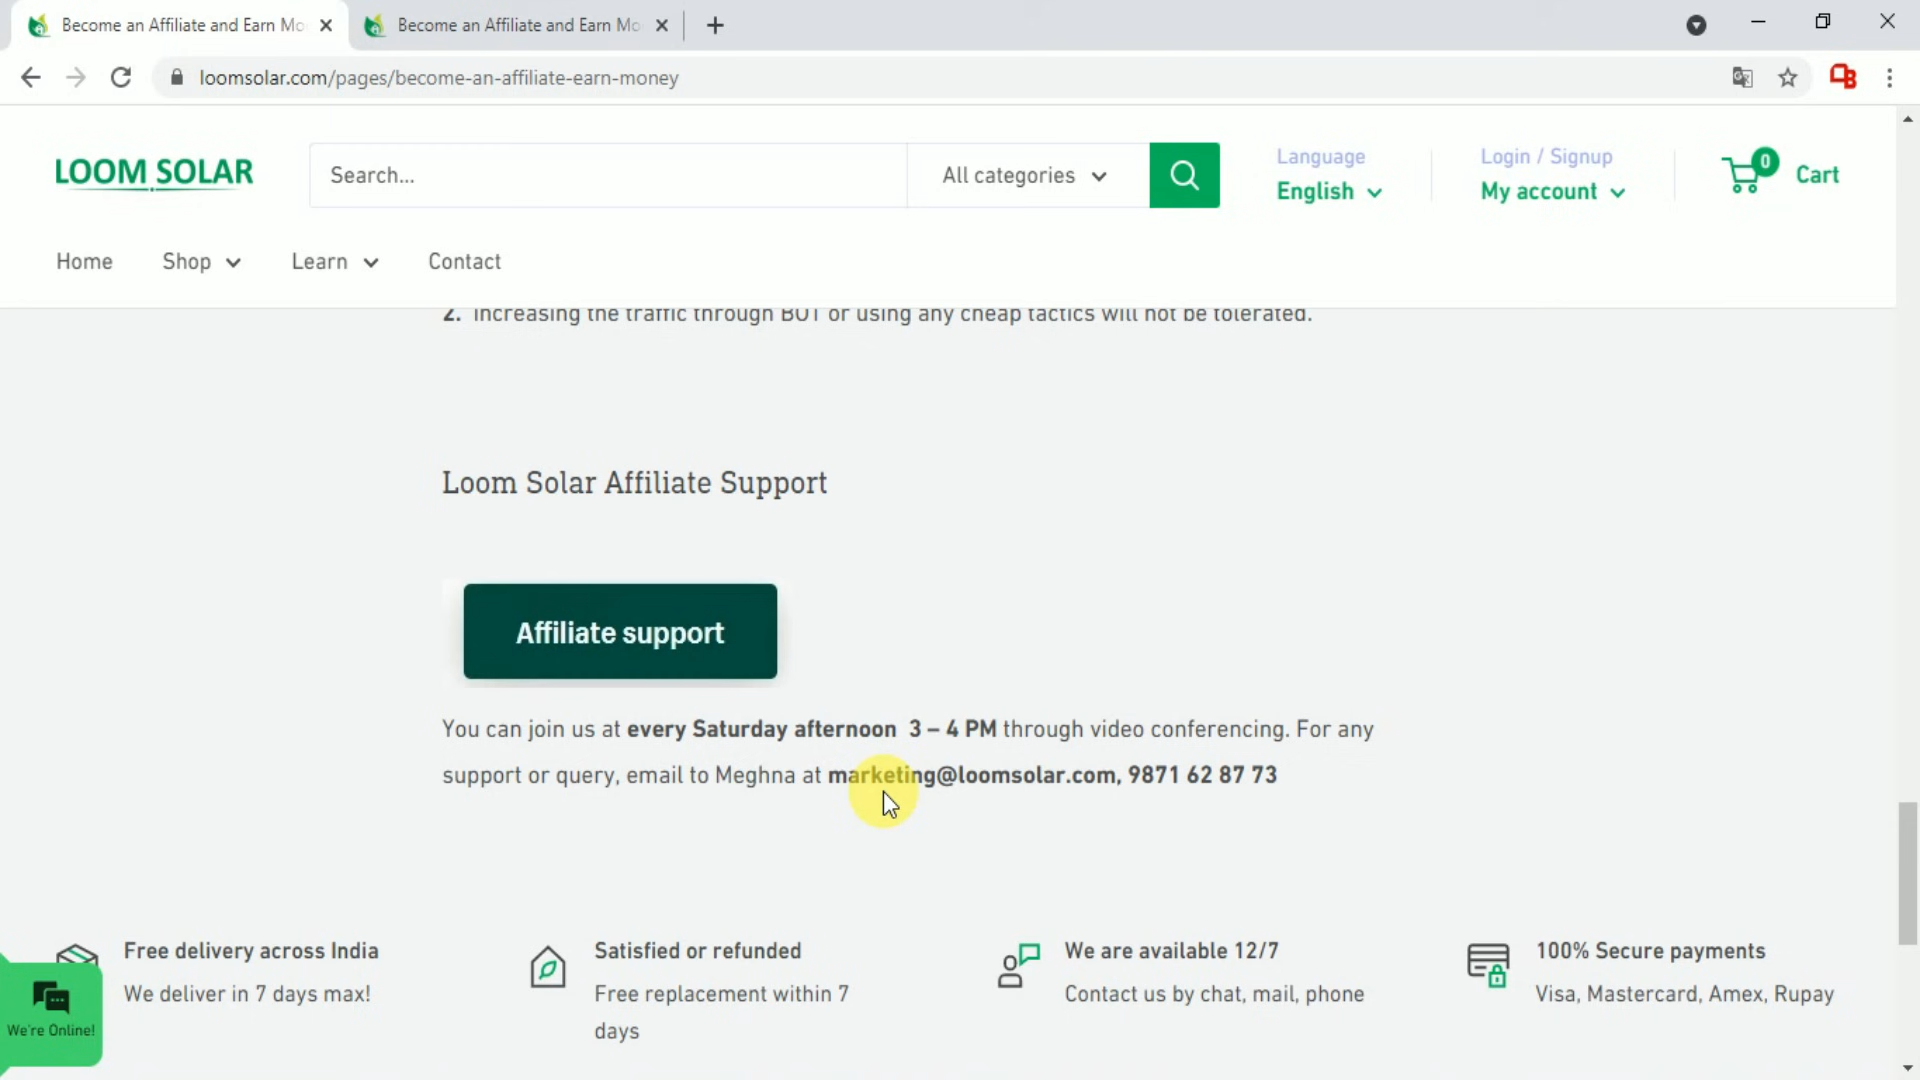 Become an Affiliate and Earn Mo
Become an Affiliate and Earn Mo
loomsolar.com/pages/become-an-affiliate-earn-money
LOOM SOLAR
Search...
All categories
Language
English
Login / Signup
My account
0
Cart
Home
Shop
Learn
Contact
2. Increasing the traffic through BOT or using any cheap tactics will not be tolerated.
Loom Solar Affiliate Support
Affiliate support
You can join us at every Saturday afternoon 3 – 4 PM through video conferencing. For any
support or query, email to Meghna at marketing@loomsolar.com, 9871 62 87 73
Free delivery across India
We deliver in 7 days max!
Satisfied or refunded
Free replacement within 7
days
We are available 12/7
Contact us by chat, mail, phone
100% Secure payments
Visa, Mastercard, Amex, Rupay
We're Online!